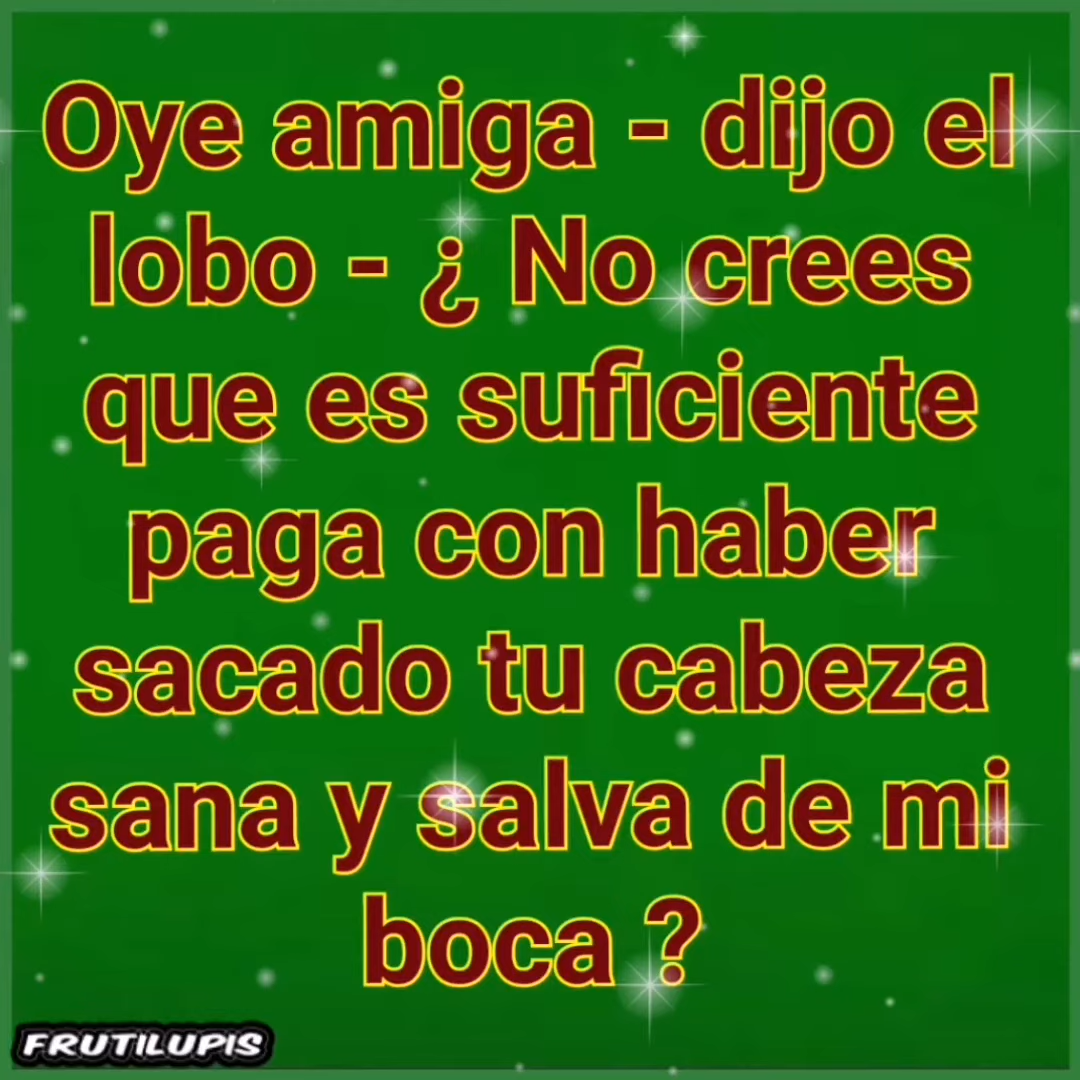 Oye amiga - dijo el
lobo - ¿ No crees
que es suficiente
paga con haber
sacado tu cabeza
sana y salva de mi
boca ?
FRUTILUPIS